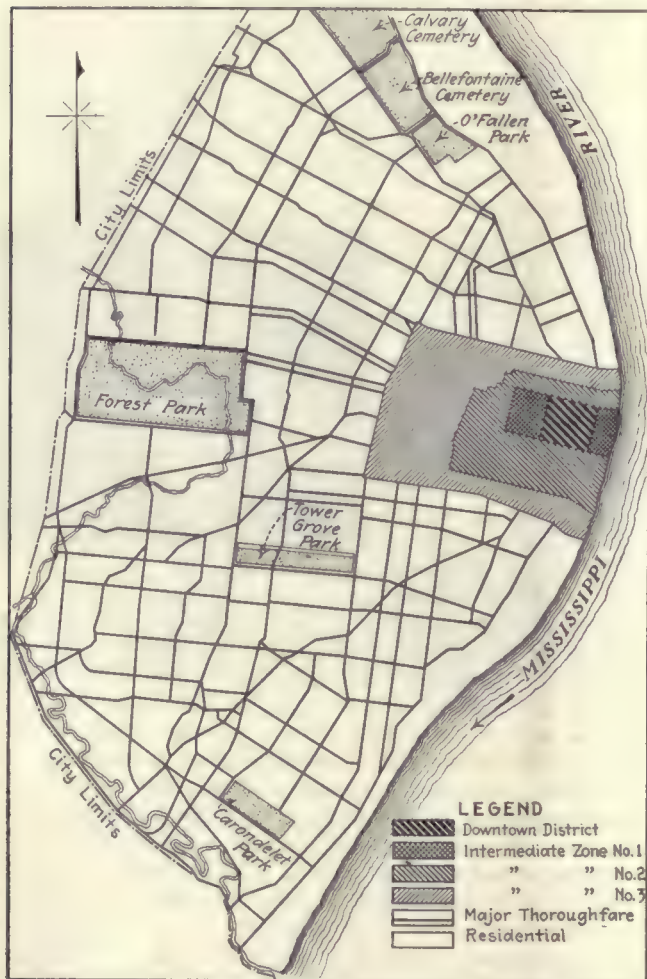 Calvary
Cemetery
Bellefontaine
Cemetery
O'Fallen
Park
RIVER
City Limits
Forest Park
Tower
Grove
Park
MISSISSIPPI
City Limits
Carondelet
Park
LEGEND
Downtown District
Intermediate Zone No.1
" " No.2
" " No.3
Major Thoroughfare
Residential